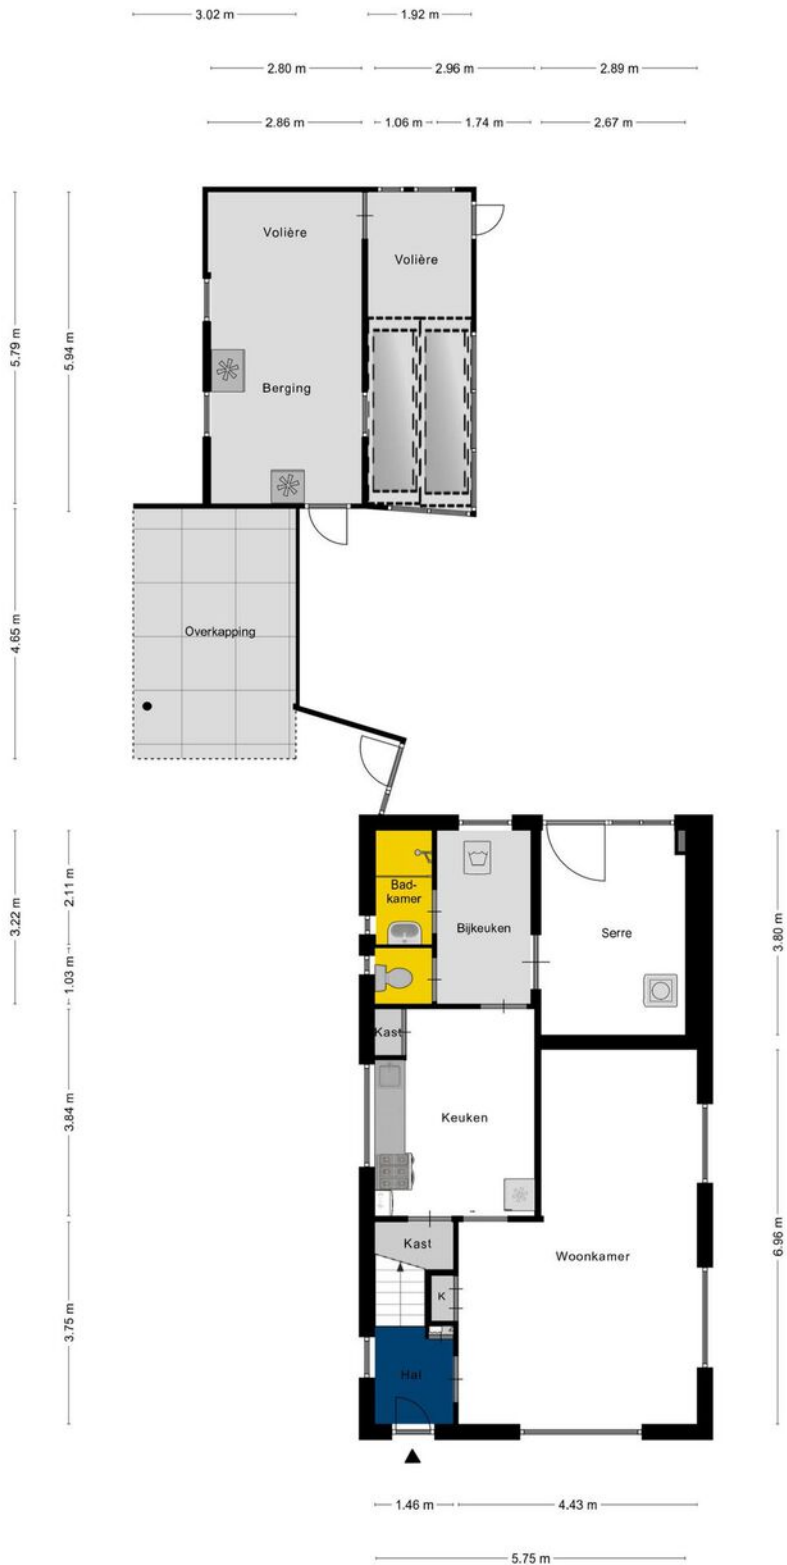 3.02 m
1.92 m
2.80 m
2.96 m
2.89 m
2.86 m
1.06 m
1.74 m
2.67 m
Volière
Volière
5.79 m
5.94 m
Berging
4.65 m
Overkapping
3.22 m
2.11 m
Bad-
kamer
Bijkeuken
Serre
3.80 m
1.03 m
Kast
3.84 m
Keuken
Kast
Woonkamer
6.96 m
K
3.75 m
Hal
1.46 m
4.43 m
5.75 m